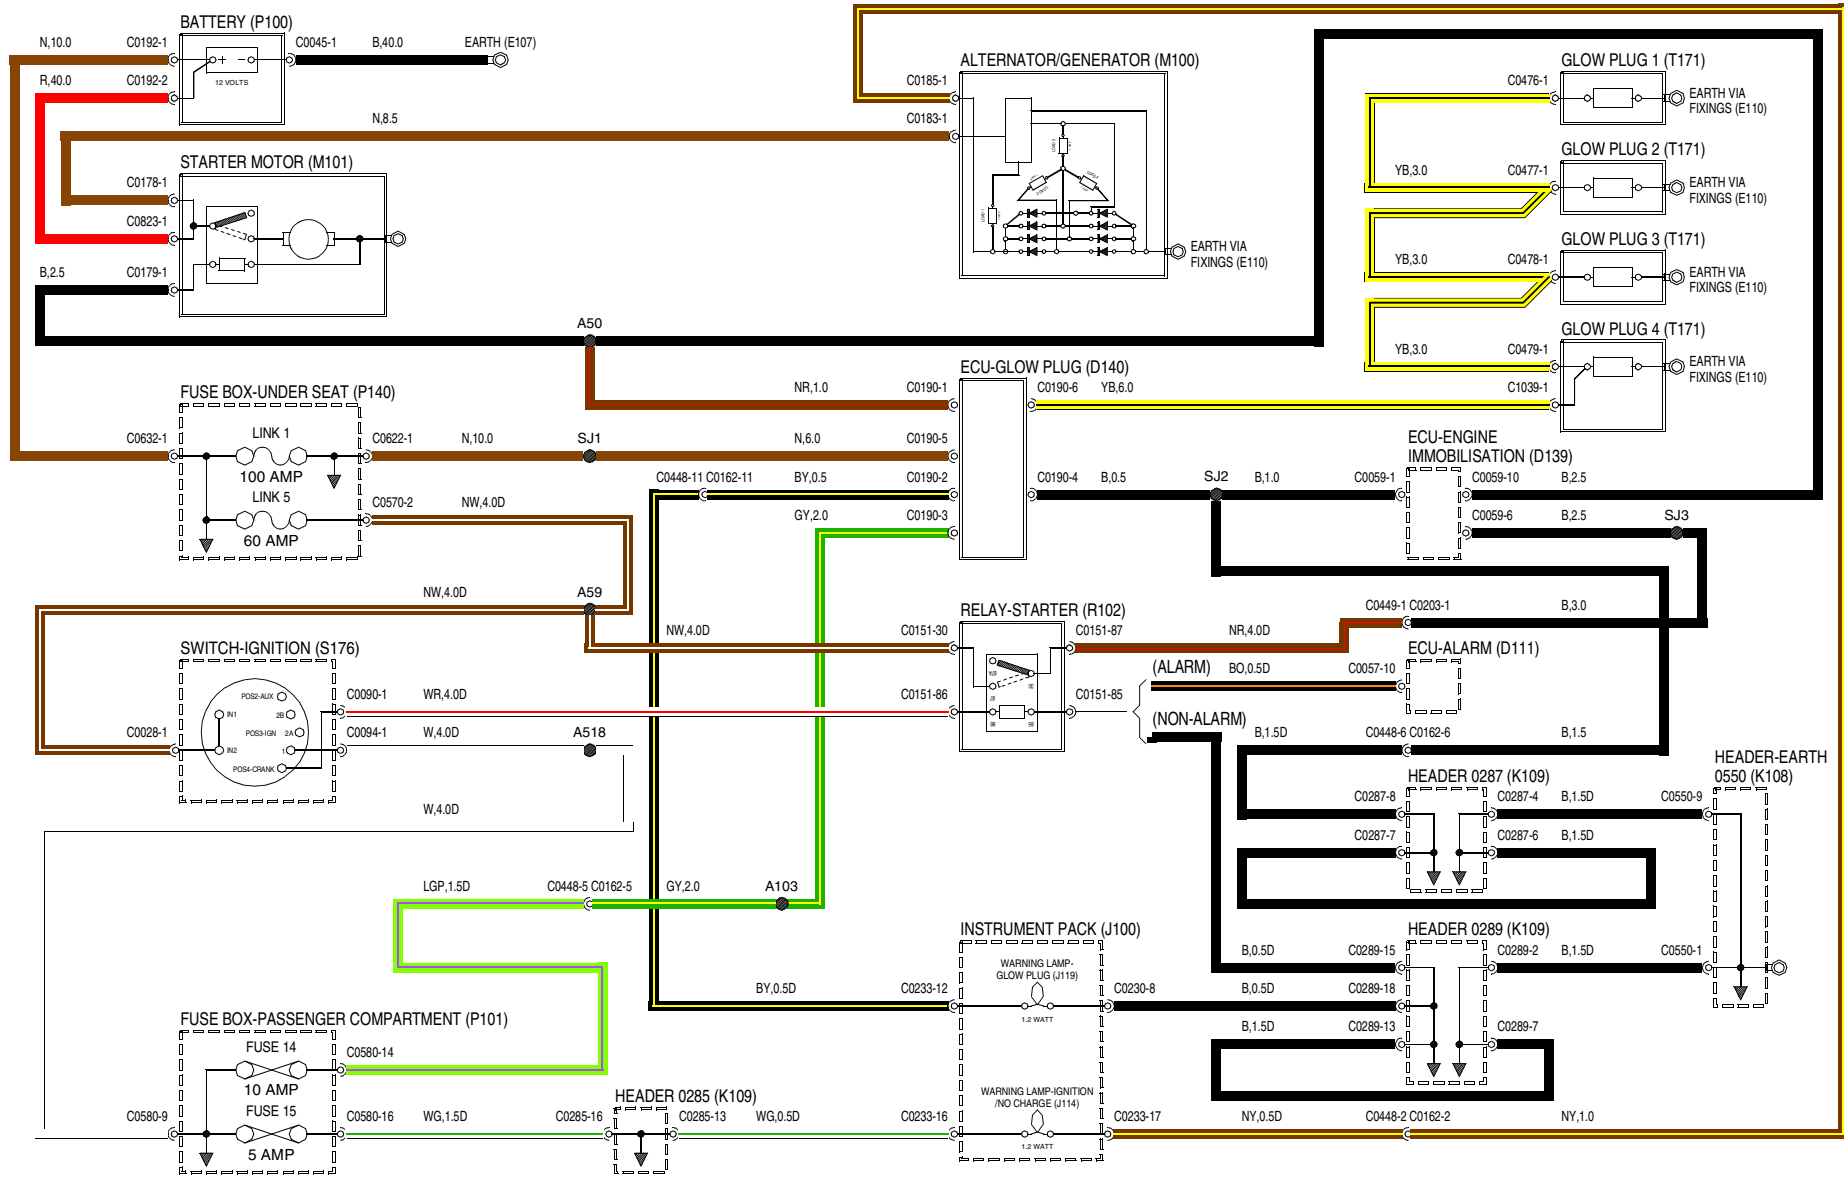 BATTERY (P100)
N,10.0 C0192-1 C0045-1 B,40.0 EARTH (E107)
R,40.0 C0192-2
+ -
12 VOLTS
N,8.5
STARTER MOTOR (M101)
C0178-1
C0823-1
B,2.5 C0179-1
ALTERNATOR/GENERATOR (M100)
C0185-1
C0183-1
EARTH VIA
FIXINGS (E110)
GLOW PLUG 1 (T171)
C0476-1
EARTH VIA
FIXINGS (E110)
GLOW PLUG 2 (T171)
YB,3.0 C0477-1
EARTH VIA
FIXINGS (E110)
GLOW PLUG 3 (T171)
YB,3.0 C0478-1
EARTH VIA
FIXINGS (E110)
GLOW PLUG 4 (T171)
YB,3.0 C0479-1
EARTH VIA
FIXINGS (E110)
C1039-1
A50
ECU-GLOW PLUG (D140)
NR,1.0 C0190-1 C0190-6 YB,6.0
FUSE BOX-UNDER SEAT (P140)
C0632-1 LINK 1 C0622-1 N,10.0 SJ1 N,6.0 C0190-5
100 AMP
LINK 5 C0570-2 NW,4.0D
60 AMP
C0448-11 C0162-11 BY,0.5 C0190-2 C0190-4 B,0.5 SJ2 B,1.0 C0059-1
GY,2.0 C0190-3
ECU-ENGINE
IMMOBILISATION (D139)
C0059-10 B,2.5
C0059-6 B,2.5 SJ3
NW,4.0D A59
NW,4.0D C0151-30
RELAY-STARTER (R102)
C0151-87 NR,4.0D C0449-1 C0203-1 B,3.0
87A
87
30
86
85
SWITCH-IGNITION (S176)
POS2-AUX
IN1 2B
POS3-IGN 2A
IN2 1
POS4-CRANK
C0028-1
C0090-1 WR,4.0D C0151-86 C0151-85
C0094-1 W,4.0D A518
W,4.0D
(ALARM) BO,0.5D C0057-10
ECU-ALARM (D111)
(NON-ALARM)
B,1.5D C0448-6 C0162-6 B,1.5
HEADER 0287 (K109)
C0287-8 C0287-4 B,1.5D C0550-9
C0287-7 C0287-6 B,1.5D
HEADER-EARTH
0550 (K108)
LGP,1.5D C0448-5 C0162-5 GY,2.0 A103
INSTRUMENT PACK (J100)
WARNING LAMP-
GLOW PLUG (J119)
1.2 WATT
BY,0.5D C0233-12 C0230-8 B,0.5D C0289-18
HEADER 0289 (K109)
B,0.5D C0289-15 C0289-2 B,1.5D C0550-1
B,1.5D C0289-13 C0289-7
FUSE BOX-PASSENGER COMPARTMENT (P101)
FUSE 14 C0580-14
10 AMP
FUSE 15
C0580-9 C0580-16 WG,1.5D C0285-16
5 AMP
HEADER 0285 (K109)
C0285-13 WG,0.5D C0233-16
WARNING LAMP-IGNITION
/NO CHARGE (J114)
1.2 WATT
C0233-17 NY,0.5D C0448-2 C0162-2 NY,1.0